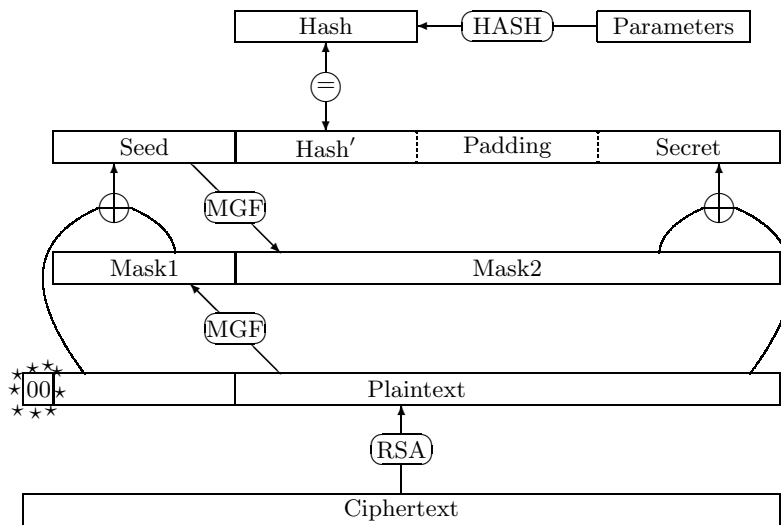 Hash HASH Parameters
=
Seed Hash′ Padding Secret
MGF
Mask1 Mask2
MGF
00 Plaintext
RSA
Ciphertext